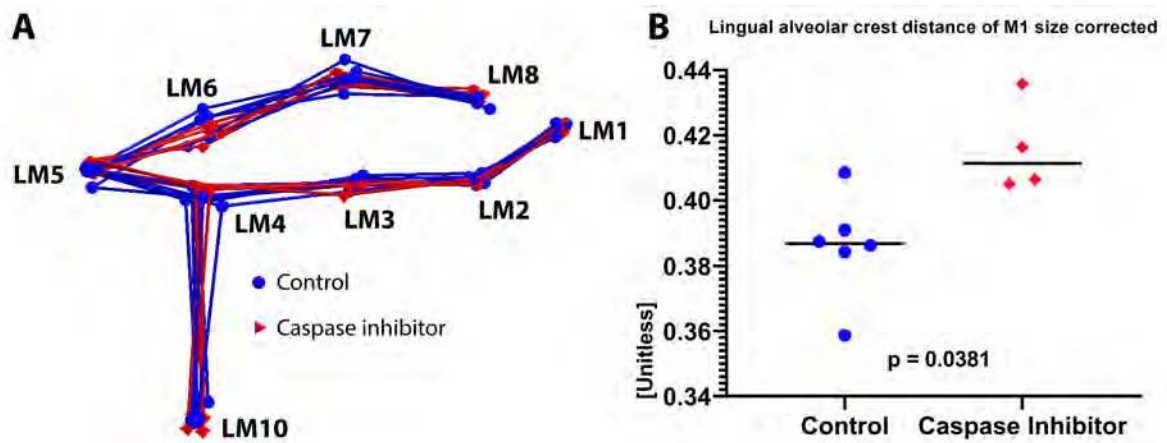 A
LM7
LM6
LM8
LM1
LM5
LM4
LM3
LM2
Control
Caspase inhibitor
LM10
B
Lingual alveolar crest distance of M1 size corrected
0.44
0.42
0.40
0.38
0.36
0.34
[Unitless]
p = 0.0381
Control
Caspase Inhibitor